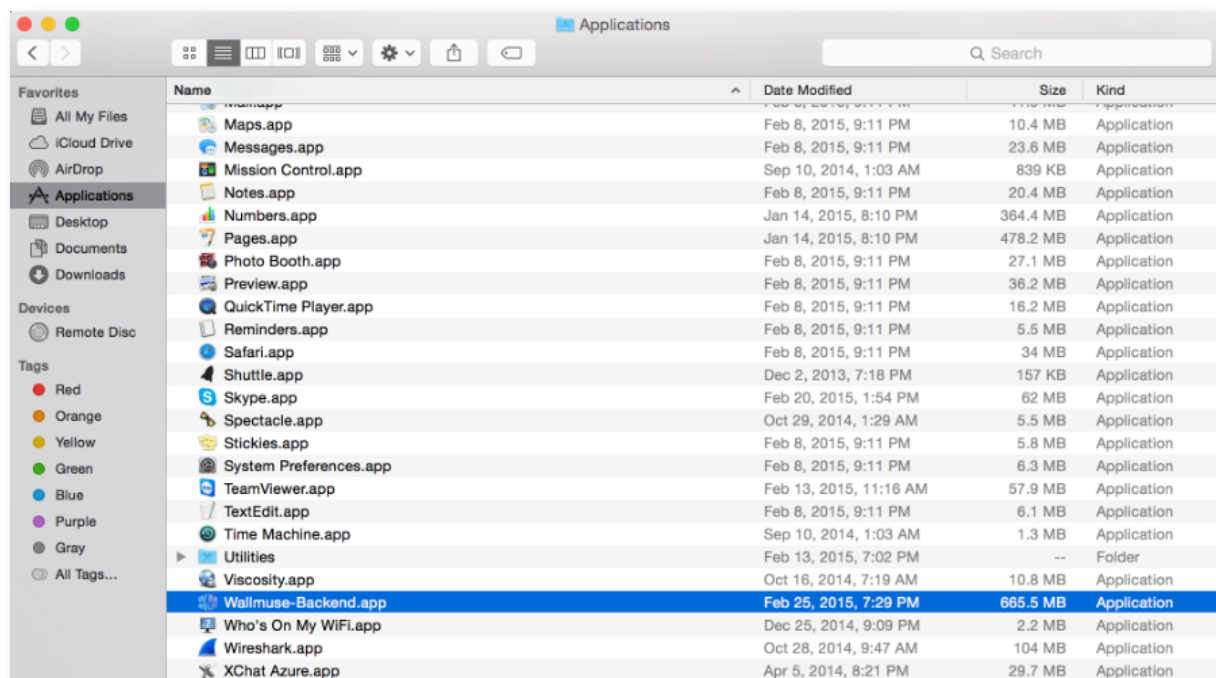 Applications
Search
Favorites
All My Files
iCloud Drive
AirDrop
Applications
Desktop
Documents
Downloads
Devices
Remote Disc
Tags
Red
Orange
Yellow
Green
Blue
Purple
Gray
All Tags...
Name Date Modified Size Kind
Maps.app Feb 8, 2015, 9:11 PM 10.4 MB Application
Messages.app Feb 8, 2015, 9:11 PM 23.6 MB Application
Mission Control.app Sep 10, 2014, 1:03 AM 839 KB Application
Notes.app Feb 8, 2015, 9:11 PM 20.4 MB Application
Numbers.app Jan 14, 2015, 8:10 PM 364.4 MB Application
Pages.app Jan 14, 2015, 8:10 PM 478.2 MB Application
Photo Booth.app Feb 8, 2015, 9:11 PM 27.1 MB Application
Preview.app Feb 8, 2015, 9:11 PM 36.2 MB Application
QuickTime Player.app Feb 8, 2015, 9:11 PM 16.2 MB Application
Reminders.app Feb 8, 2015, 9:11 PM 5.5 MB Application
Safari.app Feb 8, 2015, 9:11 PM 34 MB Application
Shuttle.app Dec 2, 2013, 7:18 PM 157 KB Application
Skype.app Feb 20, 2015, 1:54 PM 62 MB Application
Spectacle.app Oct 29, 2014, 1:29 AM 5.5 MB Application
Stickies.app Feb 8, 2015, 9:11 PM 5.8 MB Application
System Preferences.app Feb 8, 2015, 9:11 PM 6.3 MB Application
TeamViewer.app Feb 13, 2015, 11:16 AM 57.9 MB Application
TextEdit.app Feb 8, 2015, 9:11 PM 6.1 MB Application
Time Machine.app Sep 10, 2014, 1:03 AM 1.3 MB Application
Utilities Feb 13, 2015, 7:02 PM -- Folder
Viscosity.app Oct 16, 2014, 7:19 AM 10.8 MB Application
Wallmuse-Backend.app Feb 25, 2015, 7:29 PM 665.5 MB Application
Who's On My WiFi.app Dec 25, 2014, 9:09 PM 2.2 MB Application
Wireshark.app Oct 28, 2014, 9:47 AM 104 MB Application
XChat Azure.app Apr 5, 2014, 8:21 PM 29.7 MB Application